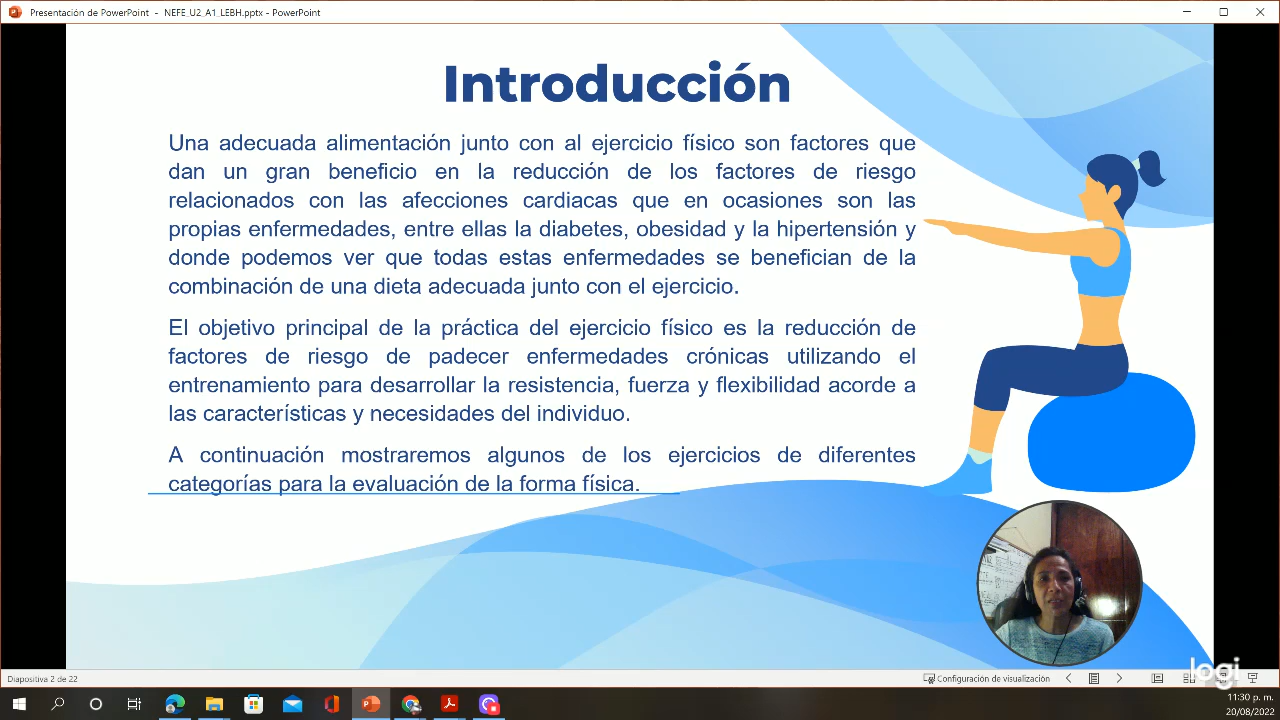 Presentación de PowerPoint - NEFE_U2_A1_LEBH.pptx - PowerPoint
Introducción
Una adecuada alimentación junto con al ejercicio físico son factores que
dan un gran beneficio en la reducción de los factores de riesgo
relacionados con las afecciones cardiacas que en ocasiones son las
propias enfermedades, entre ellas la diabetes, obesidad y la hipertensión y
donde podemos ver que todas estas enfermedades se benefician de la
combinación de una dieta adecuada junto con el ejercicio.
El objetivo principal de la práctica del ejercicio físico es la reducción de
factores de riesgo de padecer enfermedades crónicas utilizando el
entrenamiento para desarrollar la resistencia, fuerza y flexibilidad acorde a
las características y necesidades del individuo.
A continuación mostraremos algunos de los ejercicios de diferentes
categorías para la evaluación de la forma física.
logi
Diapositiva 2 de 22
Configuración de visualización
11:30 p. m.
20/08/2022